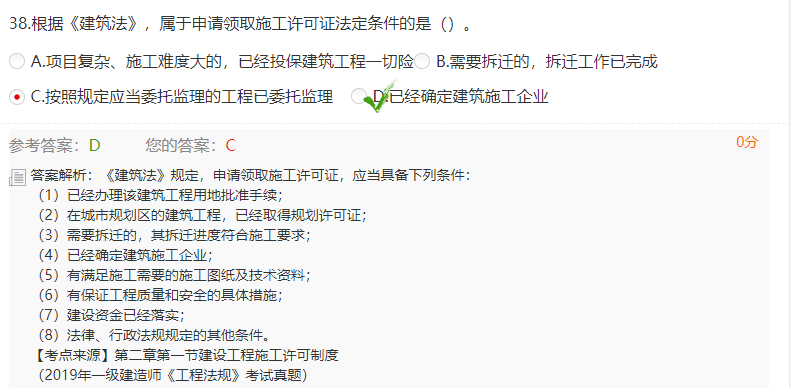 38.根据《建筑法》，属于申请领取施工许可证法定条件的是（）。
A.项目复杂、施工难度大的，已经投保建筑工程一切险 B.需要拆迁的，拆迁工作已完成
C.按照规定应当委托监理的工程已委托监理 D.已经确定建筑施工企业
参考答案：D 您的答案：C 0分
答案解析：《建筑法》规定，申请领取施工许可证，应当具备下列条件：
（1）已经办理该建筑工程用地批准手续；
（2）在城市规划区的建筑工程，已经取得规划许可证；
（3）需要拆迁的，其拆迁进度符合施工要求；
（4）已经确定建筑施工企业；
（5）有满足施工需要的施工图纸及技术资料；
（6）有保证工程质量和安全的具体措施；
（7）建设资金已经落实；
（8）法律、行政法规规定的其他条件。
【考点来源】第二章第一节建设工程施工许可制度
（2019年一级建造师《工程法规》考试真题）